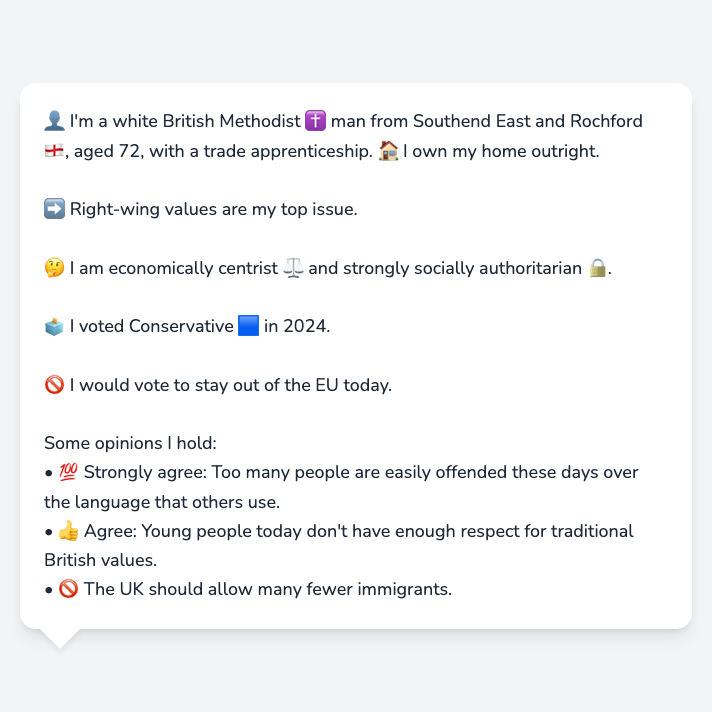 👤 I'm a white British Methodist ✝️ man from Southend East and Rochford
🏴󠁧󠁢󠁥󠁮󠁧󠁿, aged 72, with a trade apprenticeship. 🏠 I own my home outright.
➡️ Right-wing values are my top issue.
🤔 I am economically centrist ⚖️ and strongly socially authoritarian 🔒.
🗳️ I voted Conservative 🟦 in 2024.
🚫 I would vote to stay out of the EU today.
Some opinions I hold:
• 💯 Strongly agree: Too many people are easily offended these days over
the language that others use.
• 👍 Agree: Young people today don't have enough respect for traditional
British values.
• 🚫 The UK should allow many fewer immigrants.